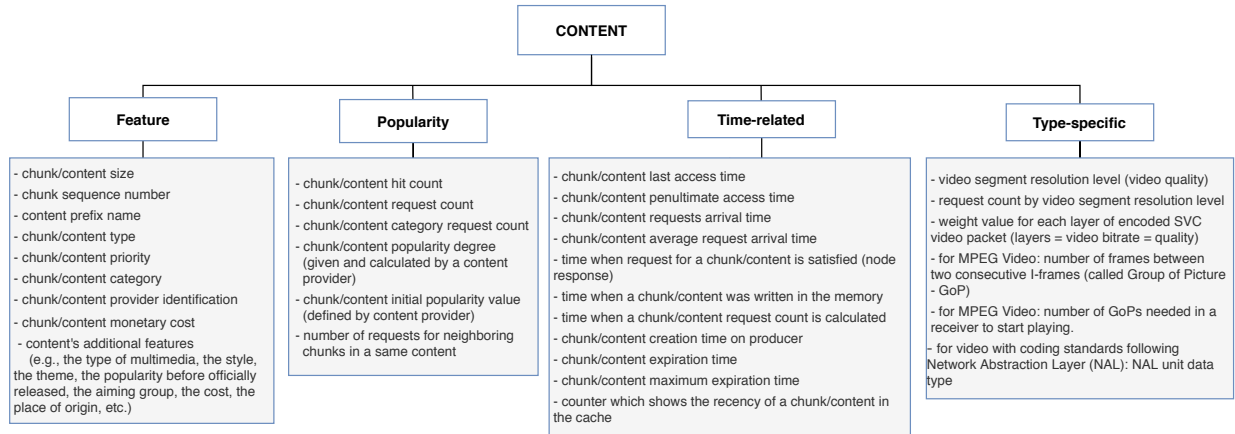 CONTENT
Feature
Popularity
Time-related
Type-specific
- chunk/content size
- chunk sequence number
- content prefix name
- chunk/content type
- chunk/content priority
- chunk/content category
- chunk/content provider identification
- chunk/content monetary cost
- content's additional features
(e.g., the type of multimedia, the style,
the theme, the popularity before officially
released, the aiming group, the cost, the
place of origin, etc.)
- chunk/content hit count
- chunk/content request count
- chunk/content category request count
- chunk/content popularity degree
(given and calculated by a content
provider)
- chunk/content initial popularity value
(defined by content provider)
- number of requests for neighboring
chunks in a same content
- chunk/content last access time
- chunk/content penultimate access time
- chunk/content requests arrival time
- chunk/content average request arrival time
- time when request for a chunk/content is satisfied (node
response)
- time when a chunk/content was written in the memory
- time when a chunk/content request count is calculated
- chunk/content creation time on producer
- chunk/content expiration time
- chunk/content maximum expiration time
- counter which shows the recency of a chunk/content in
the cache
- video segment resolution level (video quality)
- request count by video segment resolution level
- weight value for each layer of encoded SVC
video packet (layers = video bitrate = quality)
- for MPEG Video: number of frames between
two consecutive I-frames (called Group of Picture
- GoP)
- for MPEG Video: number of GoPs needed in a
receiver to start playing.
- for video with coding standards following
Network Abstraction Layer (NAL): NAL unit data
type